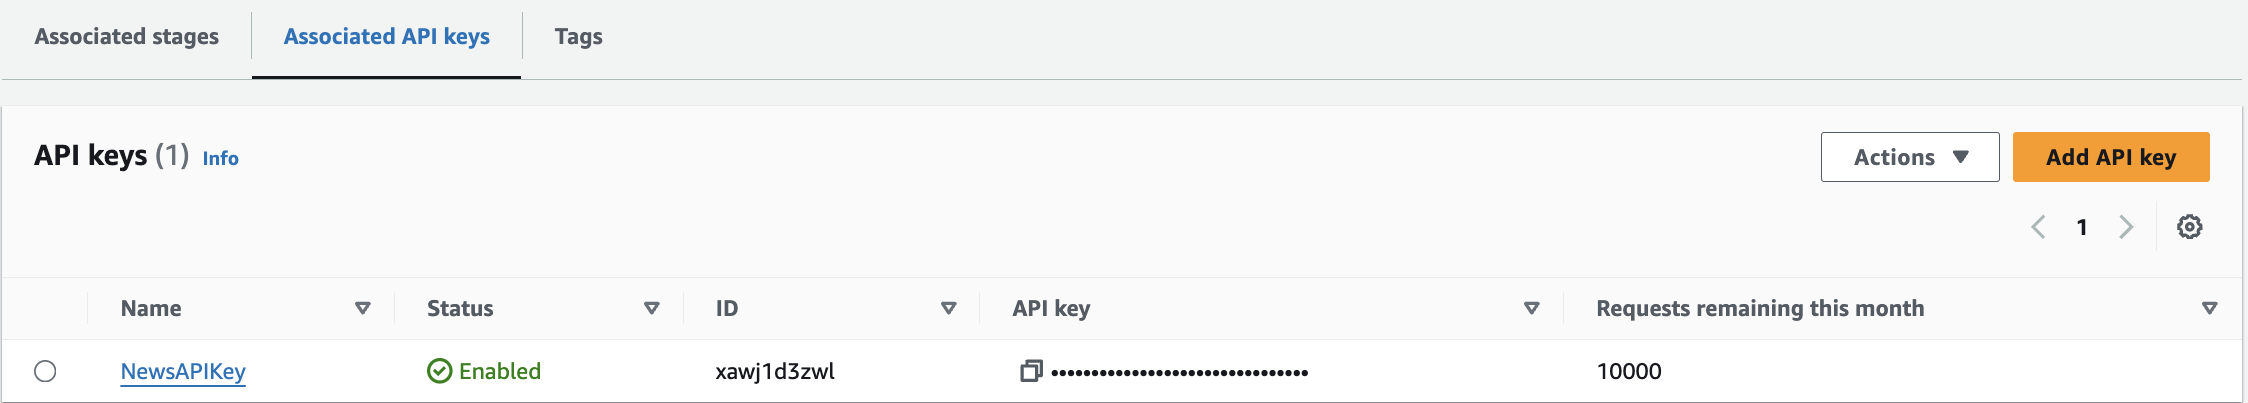 Associated stages
Associated API keys
Tags
API keys (1) Info
Actions
Add API key
1
Name
Status
ID
API key
Requests remaining this month
NewsAPIKey
Enabled
xawj1d3zwl
••••••••••••••••••••••••••••••••
10000